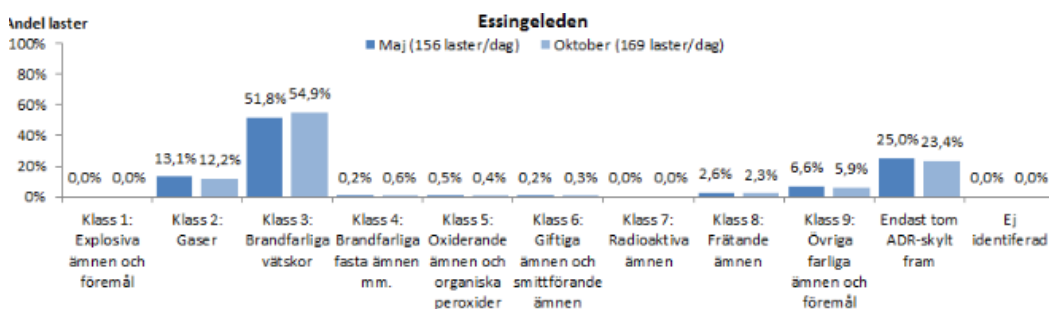 Andel laster
Essingeleden
Maj (156 laster/dag) Oktober (169 laster/dag)
100%
80%
60%
40%
20%
0%
0,0% 0,0%
13,1% 12,2%
51,8% 54,9%
0,2% 0,6%
0,5% 0,4%
0,2% 0,3%
0,0% 0,0%
2,6% 2,3%
6,6% 5,9%
25,0% 23,4%
0,0% 0,0%
Klass 1:
Explosiva
ämnen och
föremål
Klass 2:
Gaser
Klass 3:
Brandfarliga
vätskor
Klass 4:
Brandfarliga
fasta ämnen
mm.
Klass 5:
Oxiderande
ämnen och
organiska
peroxider
Klass 6:
Giftiga
ämnen och
smittförande
ämnen
Klass 7:
Radioaktiva
ämnen
Klass 8:
Frätande
ämnen
Klass 9:
Övriga
farliga
ämnen och
föremål
Endast tom
ADR-skylt
fram
Ej
identiferad